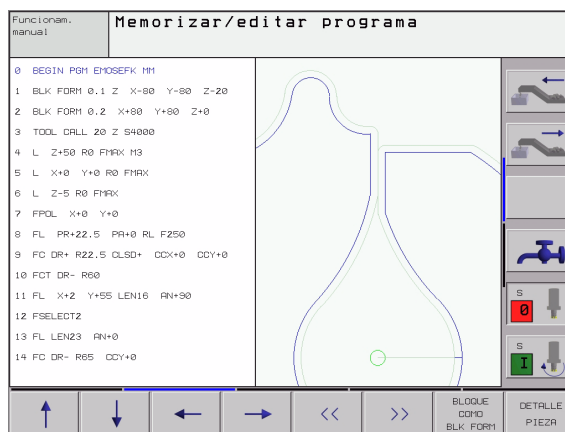 Funcionam.
manual
Memorizar/editar programa
0 BEGIN PGM EMOSEFK MM
1 BLK FORM 0.1 Z X-80 Y-80 Z-20
2 BLK FORM 0.2 X+80 Y+80 Z+0
3 TOOL CALL 20 Z S4000
4 L Z+50 R0 FMAX M3
5 L X+0 Y+0 R0 FMAX
6 L Z-5 R0 FMAX
7 FPOL X+0 Y+0
8 FL PR+22.5 PA+0 RL F250
9 FC DR+ R22.5 CLSD+ CCX+0 CCY+0
10 FCT DR- R60
11 FL X+2 Y+55 LEN16 AN+90
12 FSELECT2
13 FL LEN23 AN+0
14 FC DR- R65 CCY+0
S
0
S
I
<< >>
BLOQUE
COMO
BLK FORM
DETALLE
PIEZA